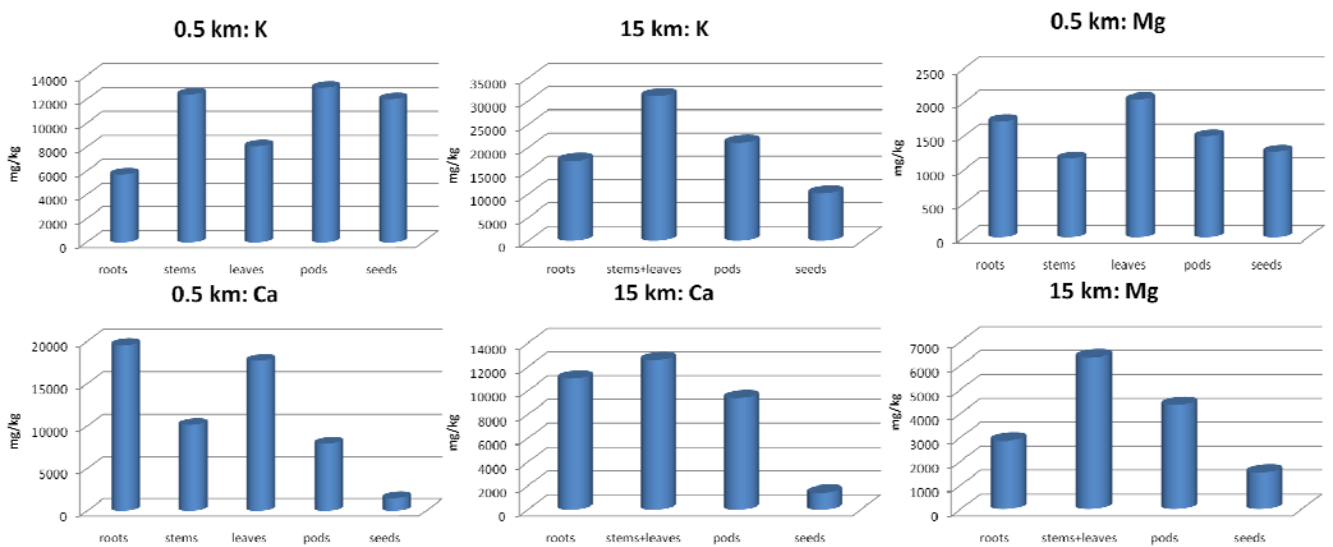 0.5 km: K
14000
12000
10000
8000
6000
4000
2000
0
mg/kg
roots stems leaves pods seeds
15 km: K
35000
30000
25000
20000
15000
10000
5000
0
mg/kg
roots stems+leaves pods seeds
0.5 km: Mg
2500
2000
1500
1000
500
0
mg/kg
roots stems leaves pods seeds
0.5 km: Ca
20000
15000
10000
5000
0
mg/kg
roots stems leaves pods seeds
15 km: Ca
14000
12000
10000
8000
6000
4000
2000
0
mg/kg
roots stems+leaves pods seeds
15 km: Mg
7000
6000
5000
4000
3000
2000
1000
0
mg/kg
roots stems+leaves pods seeds